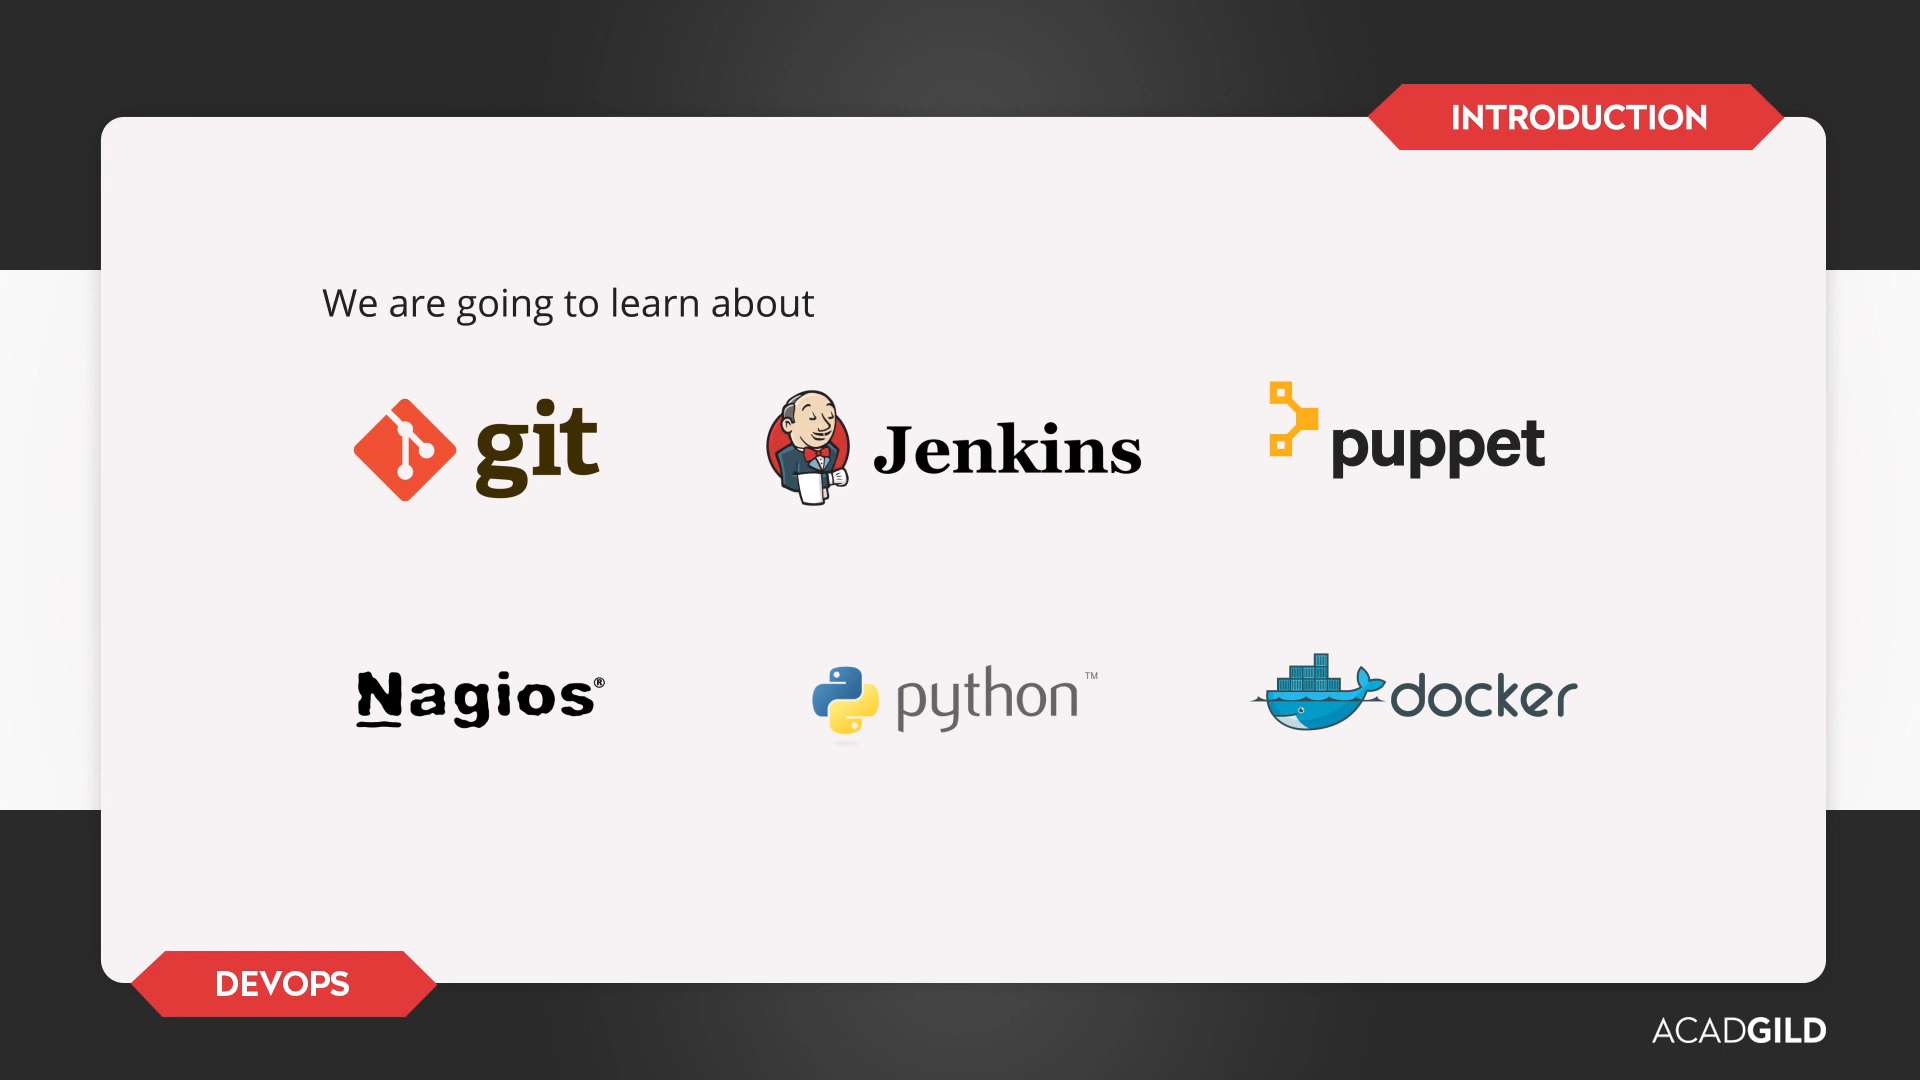 INTRODUCTION
We are going to learn about
git
Jenkins
puppet
Nagios®
python™
docker
DEVOPS
ACADGILD